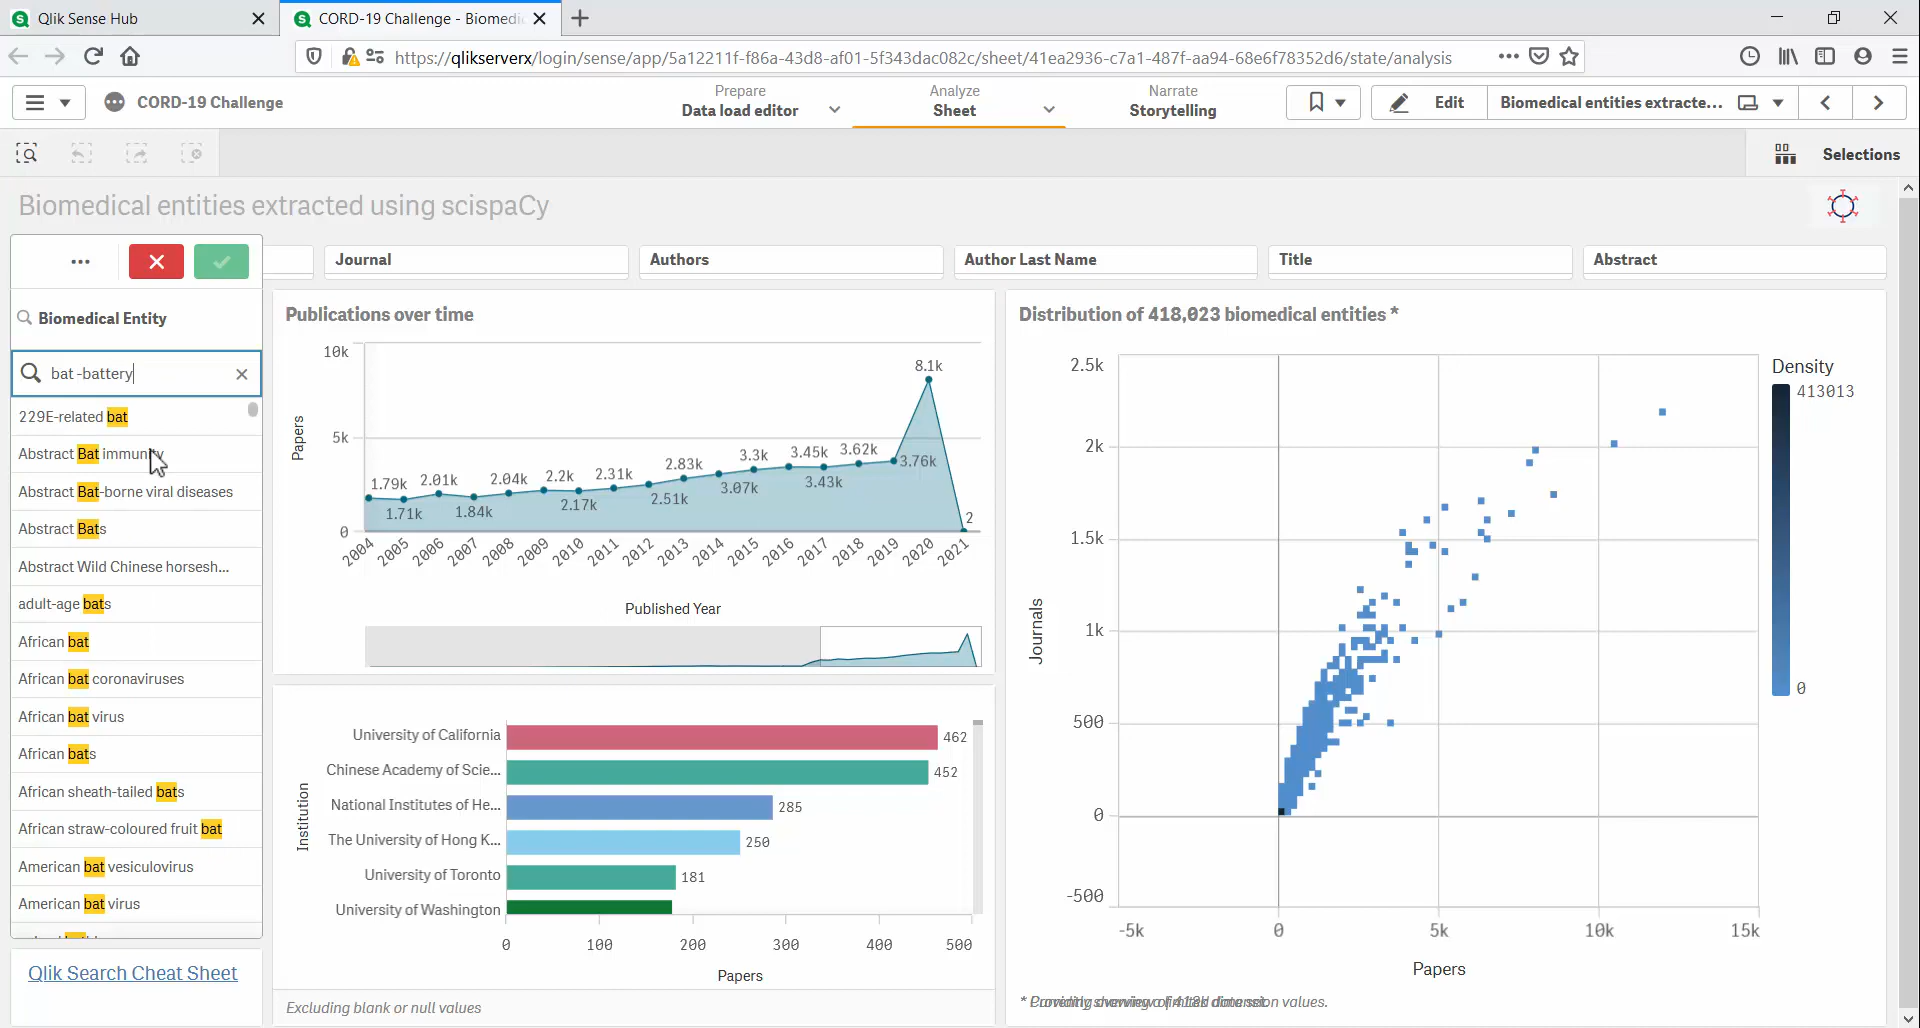 Qlik Sense Hub
CORD-19 Challenge - Biomedic
https://qlikserverx/login/sense/app/5a12211f-f86a-43d8-af01-5f343dac082c/sheet/41ea2936-c7a1-487f-aa94-68e6f78352d6/state/analysis
CORD-19 Challenge
Prepare
Data load editor
Analyze
Sheet
Narrate
Storytelling
Edit
Biomedical entities extracte...
Selections
Biomedical entities extracted using scispaCy
Journal
Authors
Author Last Name
Title
Abstract
Biomedical Entity
bat -battery
229E-related bat
Abstract Bat immunity
Abstract Bat-borne viral diseases
Abstract Bats
Abstract Wild Chinese horsesh...
adult-age bats
African bat
African bat coronaviruses
African bat virus
African bats
African sheath-tailed bats
African straw-coloured fruit bat
American bat vesiculovirus
American bat virus
Qlik Search Cheat Sheet
Publications over time
Papers
10k
5k
0
1.79k
1.71k
2.01k
1.84k
2.04k
2.2k
2.17k
2.31k
2.51k
2.83k
3.07k
3.3k
3.45k
3.43k
3.62k
3.76k
8.1k
2
2004
2005
2006
2007
2008
2009
2010
2011
2012
2013
2014
2015
2016
2017
2018
2019
2020
2021
Published Year
Institution
University of California
462
Chinese Academy of Scie...
452
National Institutes of He...
285
The University of Hong K...
250
University of Toronto
181
University of Washington
0
100
200
300
400
500
Papers
Excluding blank or null values
Distribution of 418,023 biomedical entities *
Journals
2.5k
2k
1.5k
1k
500
0
-500
-5k
0
5k
10k
15k
Papers
Density
413013
0